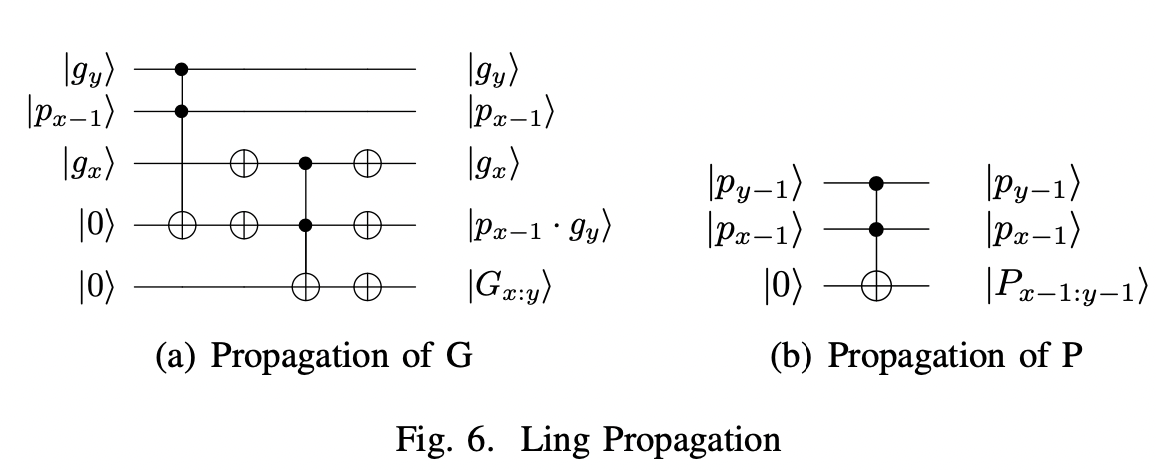 |g_y⟩ |g_y⟩
|p_{x−1}⟩ |p_{x−1}⟩
|g_x⟩ |g_x⟩
|0⟩ |p_{x−1} · g_y⟩
|0⟩ |G_{x:y}⟩
(a) Propagation of G
|p_{y−1}⟩ |p_{y−1}⟩
|p_{x−1}⟩ |p_{x−1}⟩
|0⟩ |P_{x−1:y−1}⟩
(b) Propagation of P
Fig. 6. Ling Propagation